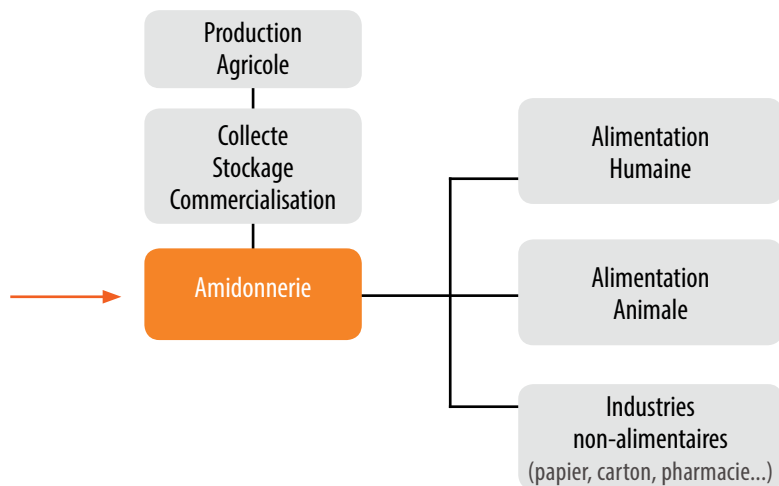 Production
Agricole
Collecte
Stockage
Commercialisation
Amidonnerie
Alimentation
Humaine
Alimentation
Animale
Industries
non-alimentaires
(papier, carton, pharmacie...)